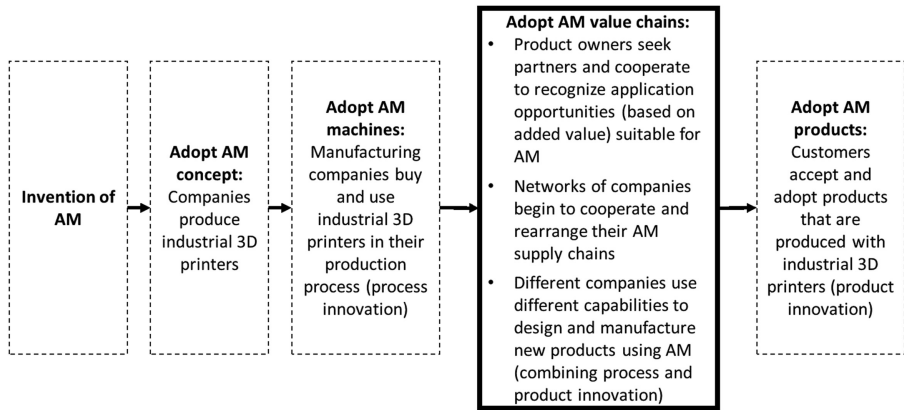 Invention of
AM
Adopt AM
concept:
Companies
produce
industrial 3D
printers
Adopt AM
machines:
Manufacturing
companies buy
and use
industrial 3D
printers in their
production
process (process
innovation)
Adopt AM value chains:
• Product owners seek
partners and cooperate
to recognize application
opportunities (based on
added value) suitable for
AM
• Networks of companies
begin to cooperate and
rearrange their AM
supply chains
• Different companies use
different capabilities to
design and manufacture
new products using AM
(combining process and
product innovation)
Adopt AM
products:
Customers
accept and
adopt products
that are
produced with
industrial 3D
printers (product
innovation)